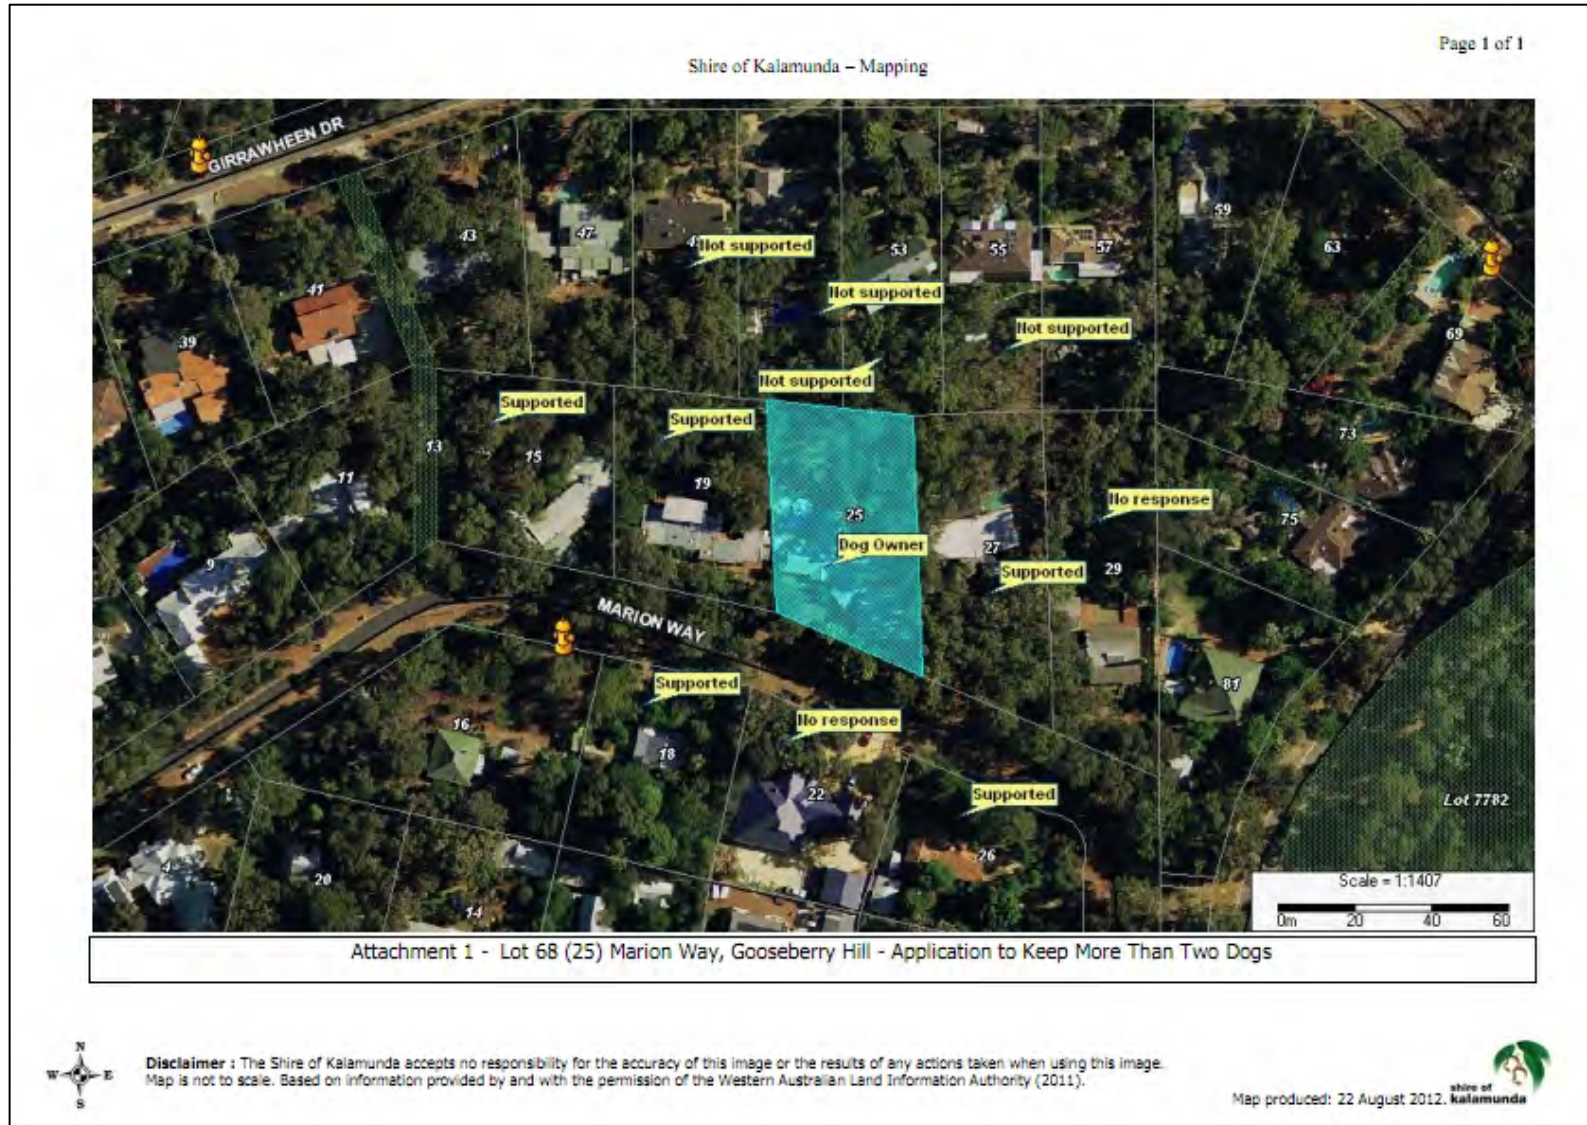 Page 1 of 1
Shire of Kalamunda – Mapping
GIRRAWHEEN DR
43
47
Not supported
53
55
57
59
63
41
Not supported
Not supported
39
69
Not supported
Supported
Supported
73
13
15
11
19
No response
25
75
Dog Owner
27
9
Supported
29
MARION WAY
Supported
81
No response
16
18
22
Supported
Lot 7782
26
4
20
14
Scale = 1:1407
0m 20 40 60
Attachment 1 - Lot 68 (25) Marion Way, Gooseberry Hill - Application to Keep More Than Two Dogs
N
W E
S
Disclaimer : The Shire of Kalamunda accepts no responsibility for the accuracy of this image or the results of any actions taken when using this image.
Map is not to scale. Based on information provided by and with the permission of the Western Australian Land Information Authority (2011).
Map produced: 22 August 2012.
shire of
kalamunda